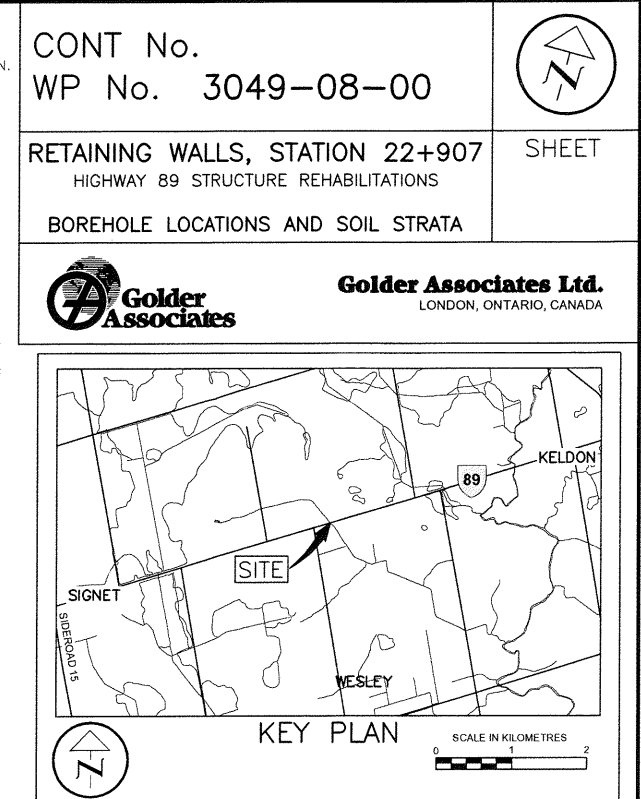 N.
CONT No.
WP No. 3049-08-00
N
RETAINING WALLS, STATION 22+907
HIGHWAY 89 STRUCTURE REHABILITATIONS
BOREHOLE LOCATIONS AND SOIL STRATA
SHEET
Golder
Associates
Golder Associates Ltd.
LONDON, ONTARIO, CANADA
KELDON
89
SITE
SIGNET
SIDEROAD 15
WESLEY
KEY PLAN
N
SCALE IN KILOMETRES
0 1 2